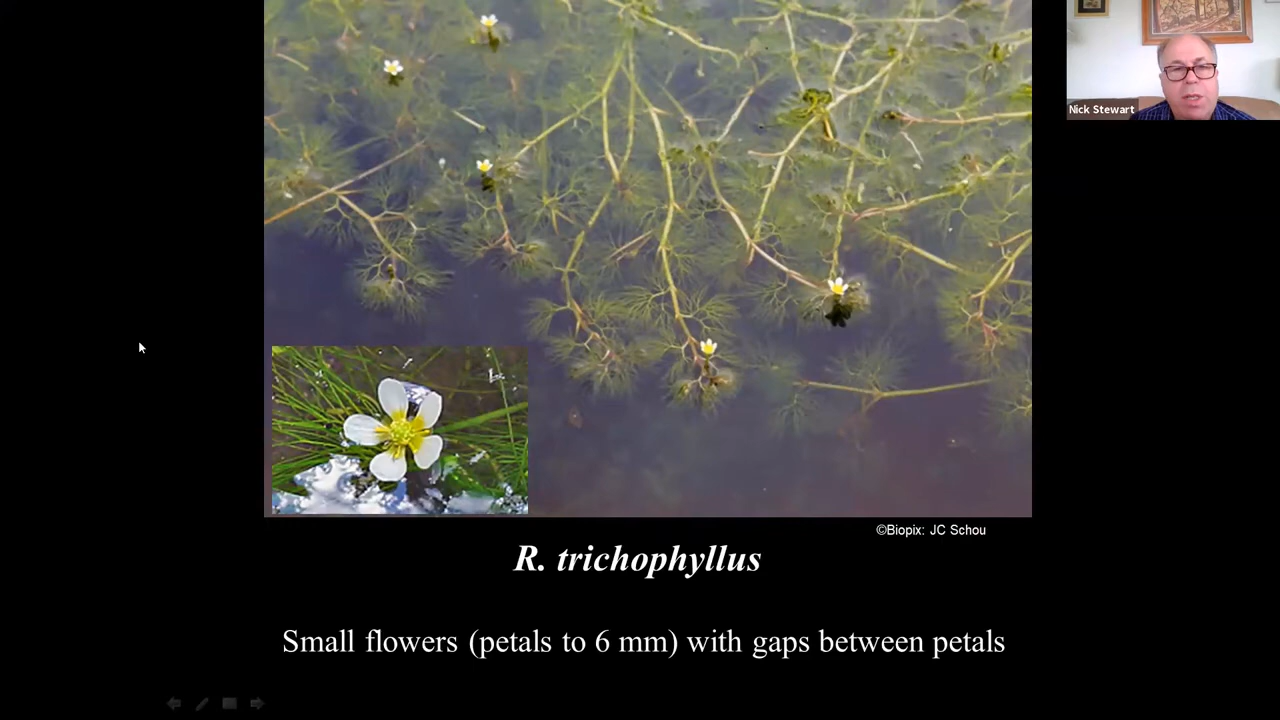 Nick Stewart
©Biopix: JC Schou
R. trichophyllus
Small flowers (petals to 6 mm) with gaps between petals